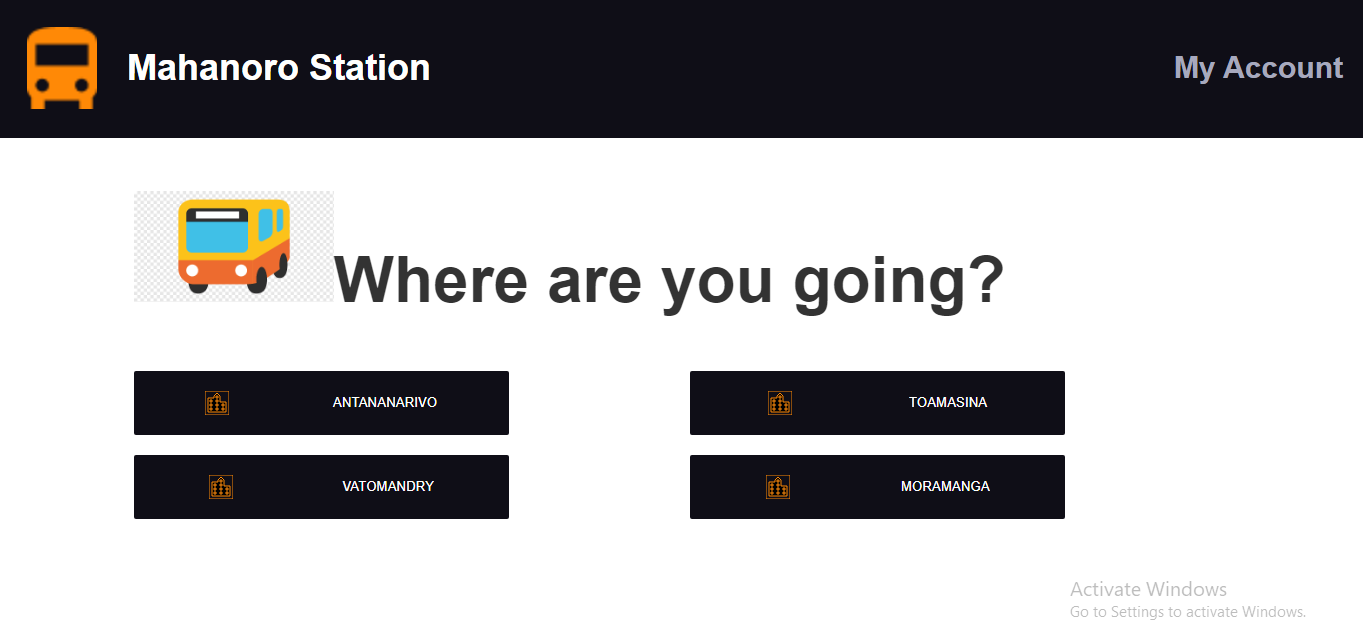 Mahanoro Station
My Account
Where are you going?
ANTANANARIVO
TOAMASINA
VATOMANDRY
MORAMANGA
Activate Windows
Go to Settings to activate Windows.